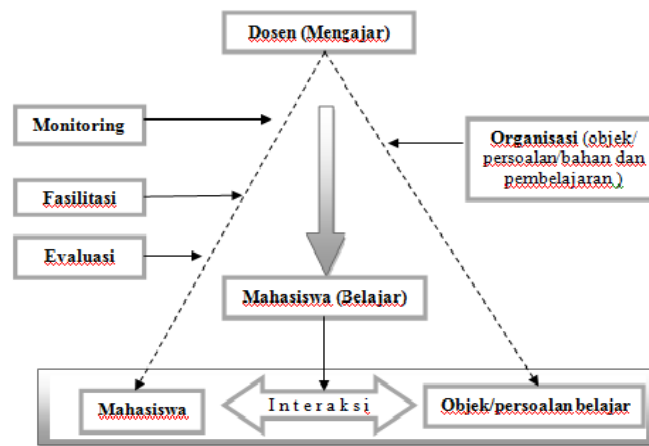 Dosen (Mengajar)
Monitoring
Organisasi (objek/
persoalan/bahan dan
pembelajaran )
Fasilitasi
Evaluasi
Mahasiswa (Belajar)
Mahasiswa
Interaksi
Objek/persoalan belajar